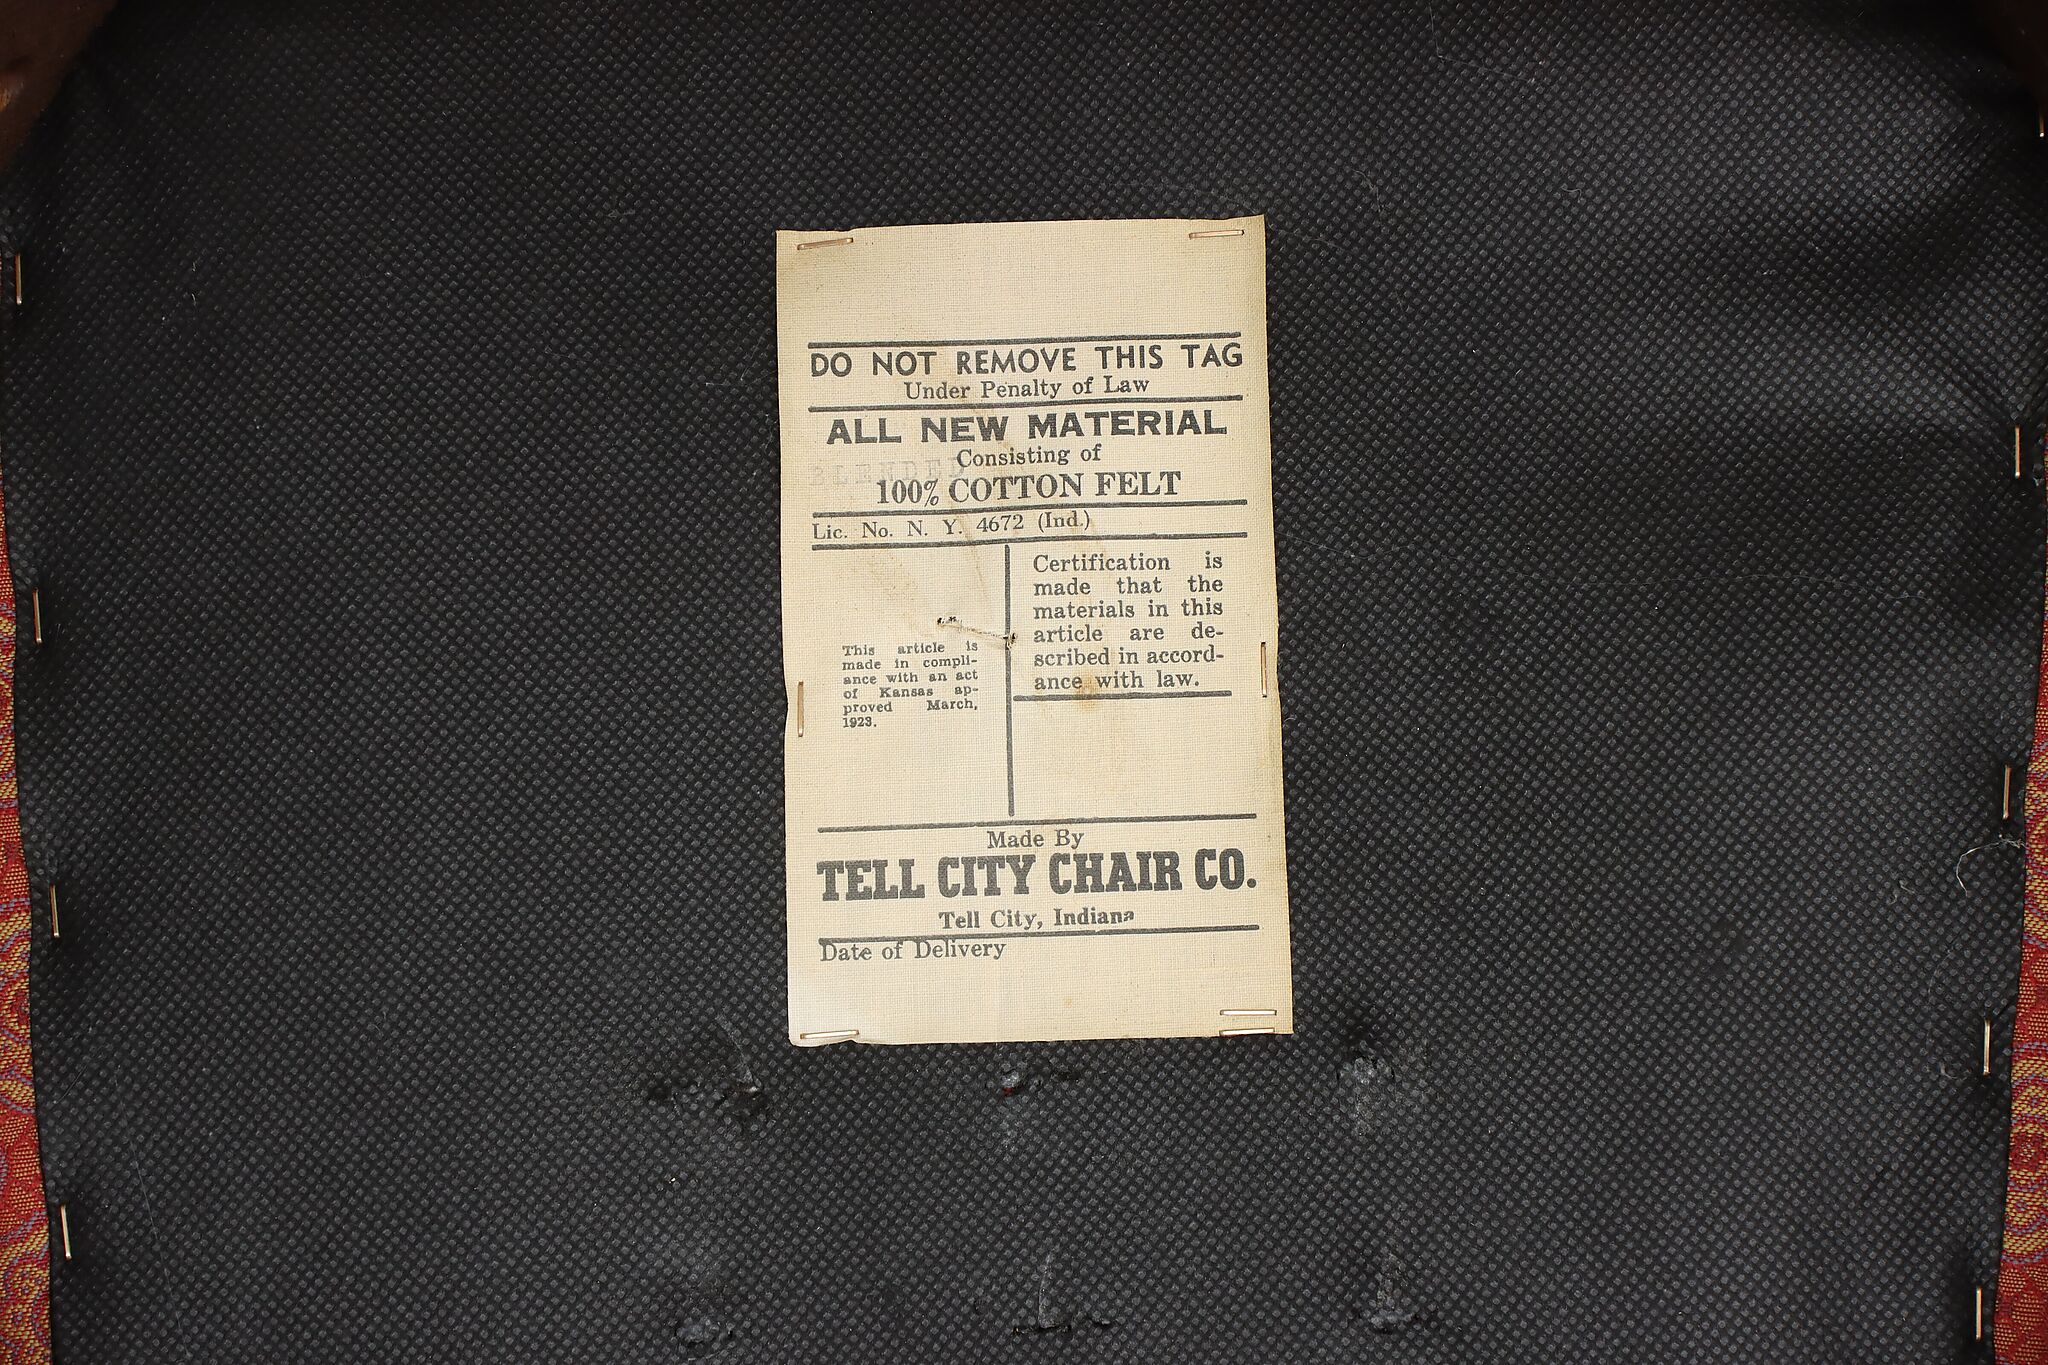 DO NOT REMOVE THIS TAG
Under Penalty of Law
ALL NEW MATERIAL
Consisting of
BLENDED
100% COTTON FELT
Lic. No. N. Y. 4672 (Ind.)
This article is
made in compli-
ance with an act
of Kansas ap-
proved March,
1923.
Certification is
made that the
materials in this
article are de-
scribed in accord-
ance with law.
Made By
TELL CITY CHAIR CO.
Tell City, Indiana
Date of Delivery